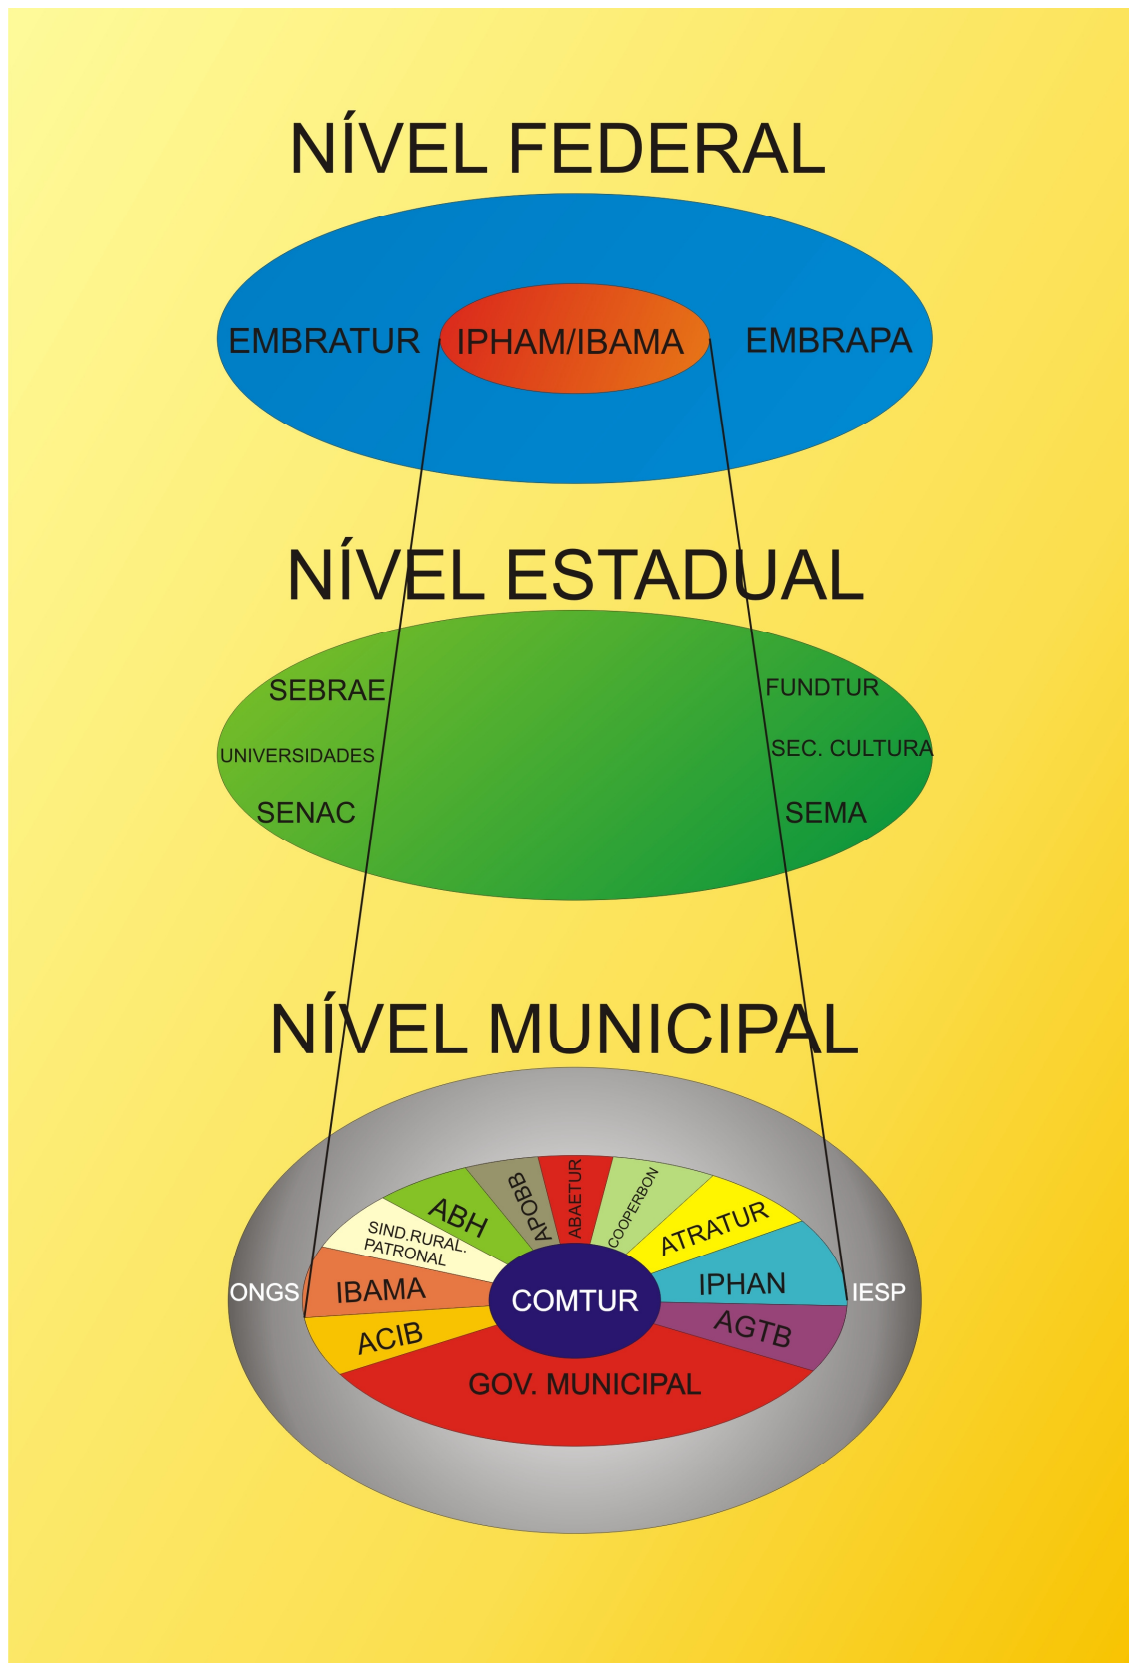 NÍVEL FEDERAL
EMBRATUR
IPHAM/IBAMA
EMBRAPA
NÍVEL ESTADUAL
SEBRAE
FUNDTUR
UNIVERSIDADES
SEC. CULTURA
SENAC
SEMA
NÍVEL MUNICIPAL
ONGS
ACIB
IBAMA
SIND.RURAL.
PATRONAL
ABH
APOBB
ABAETUR
COOPERBON
ATRATUR
IPHAN
AGTB
COMTUR
GOV. MUNICIPAL
IESP